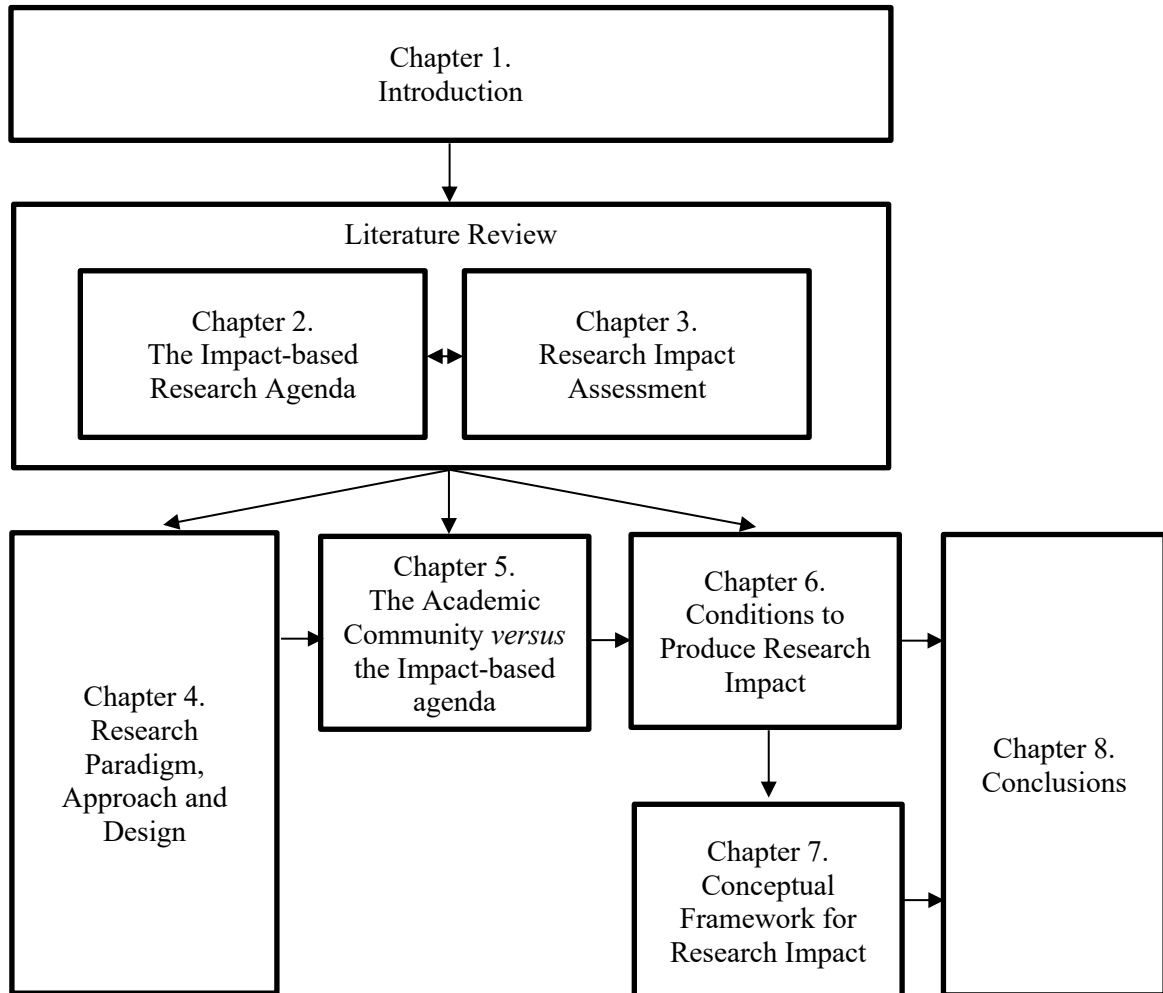 Chapter 1.
Introduction
Literature Review
Chapter 2.
The Impact-based
Research Agenda
Chapter 3.
Research Impact
Assessment
Chapter 4.
Research
Paradigm,
Approach and
Design
Chapter 5.
The Academic
Community versus
the Impact-based
agenda
Chapter 6.
Conditions to
Produce Research
Impact
Chapter 7.
Conceptual
Framework for
Research Impact
Chapter 8.
Conclusions